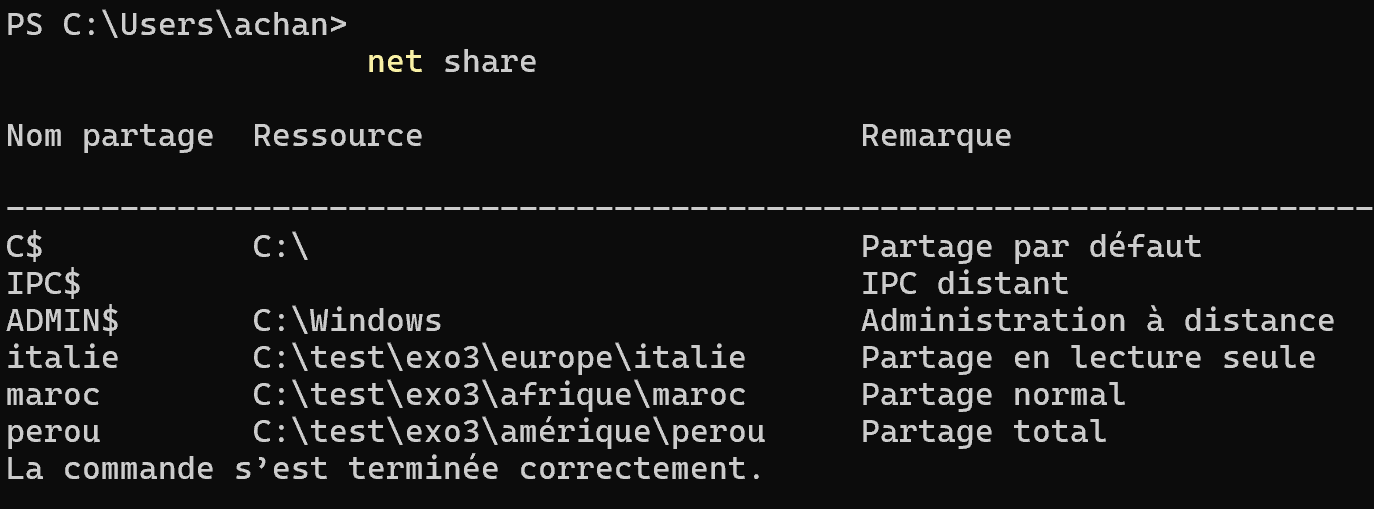 PS C:\Users\achan>
net share
Nom partage  Ressource                       Remarque
-------------------------------------------------------------------------
C$           C:\                             Partage par défaut
IPC$                                         IPC distant
ADMIN$       C:\Windows                      Administration à distance
italie       C:\test\exo3\europe\italie      Partage en lecture seule
maroc        C:\test\exo3\afrique\maroc      Partage normal
perou        C:\test\exo3\amérique\perou     Partage total
La commande s’est terminée correctement.